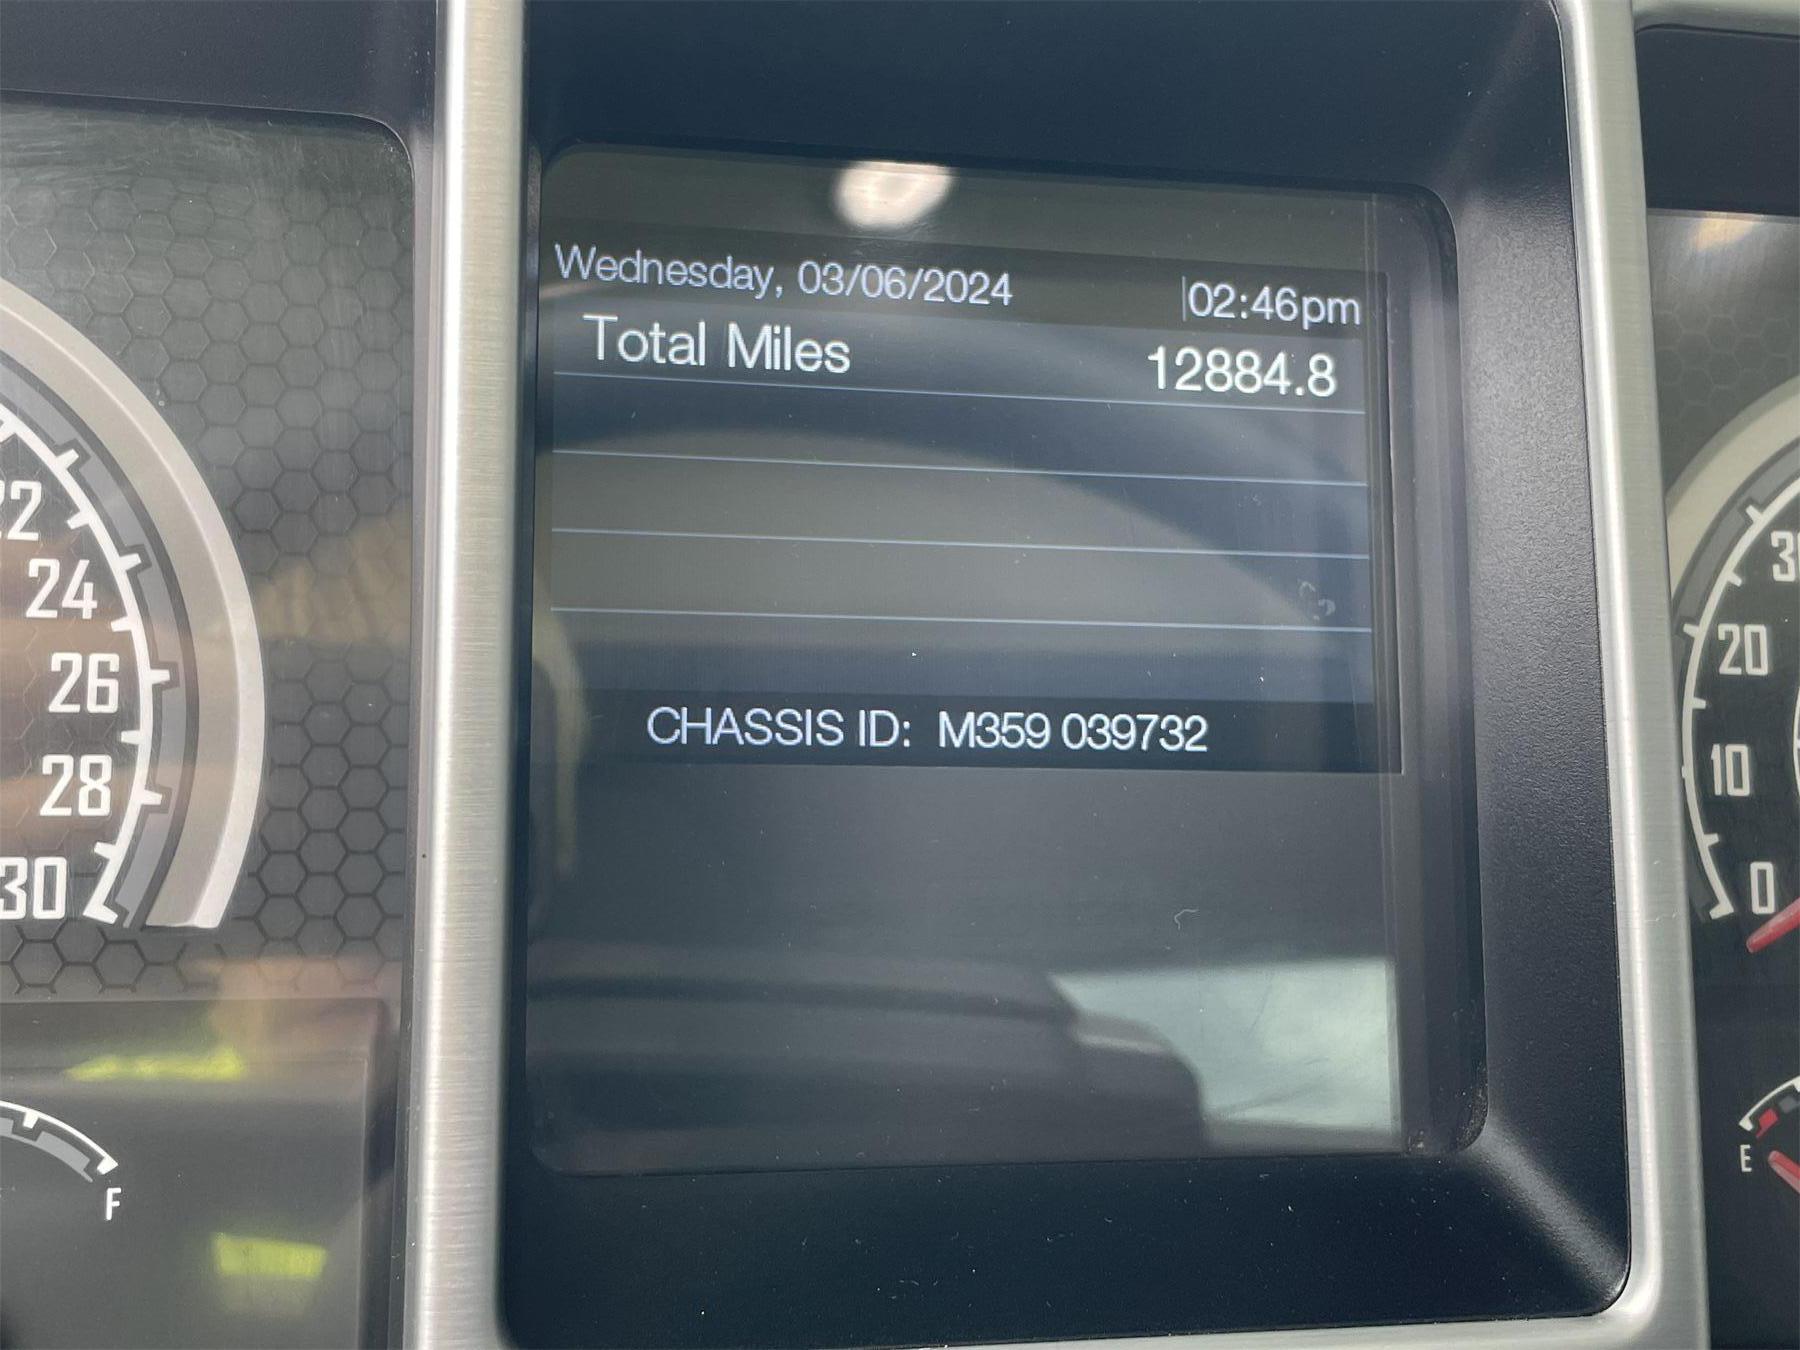 Wednesday, 03/06/2024 02:46pm
Total Miles 12884.8
CHASSIS ID: M359 039732
22
24
26
28
30
F
30
20
10
0
E